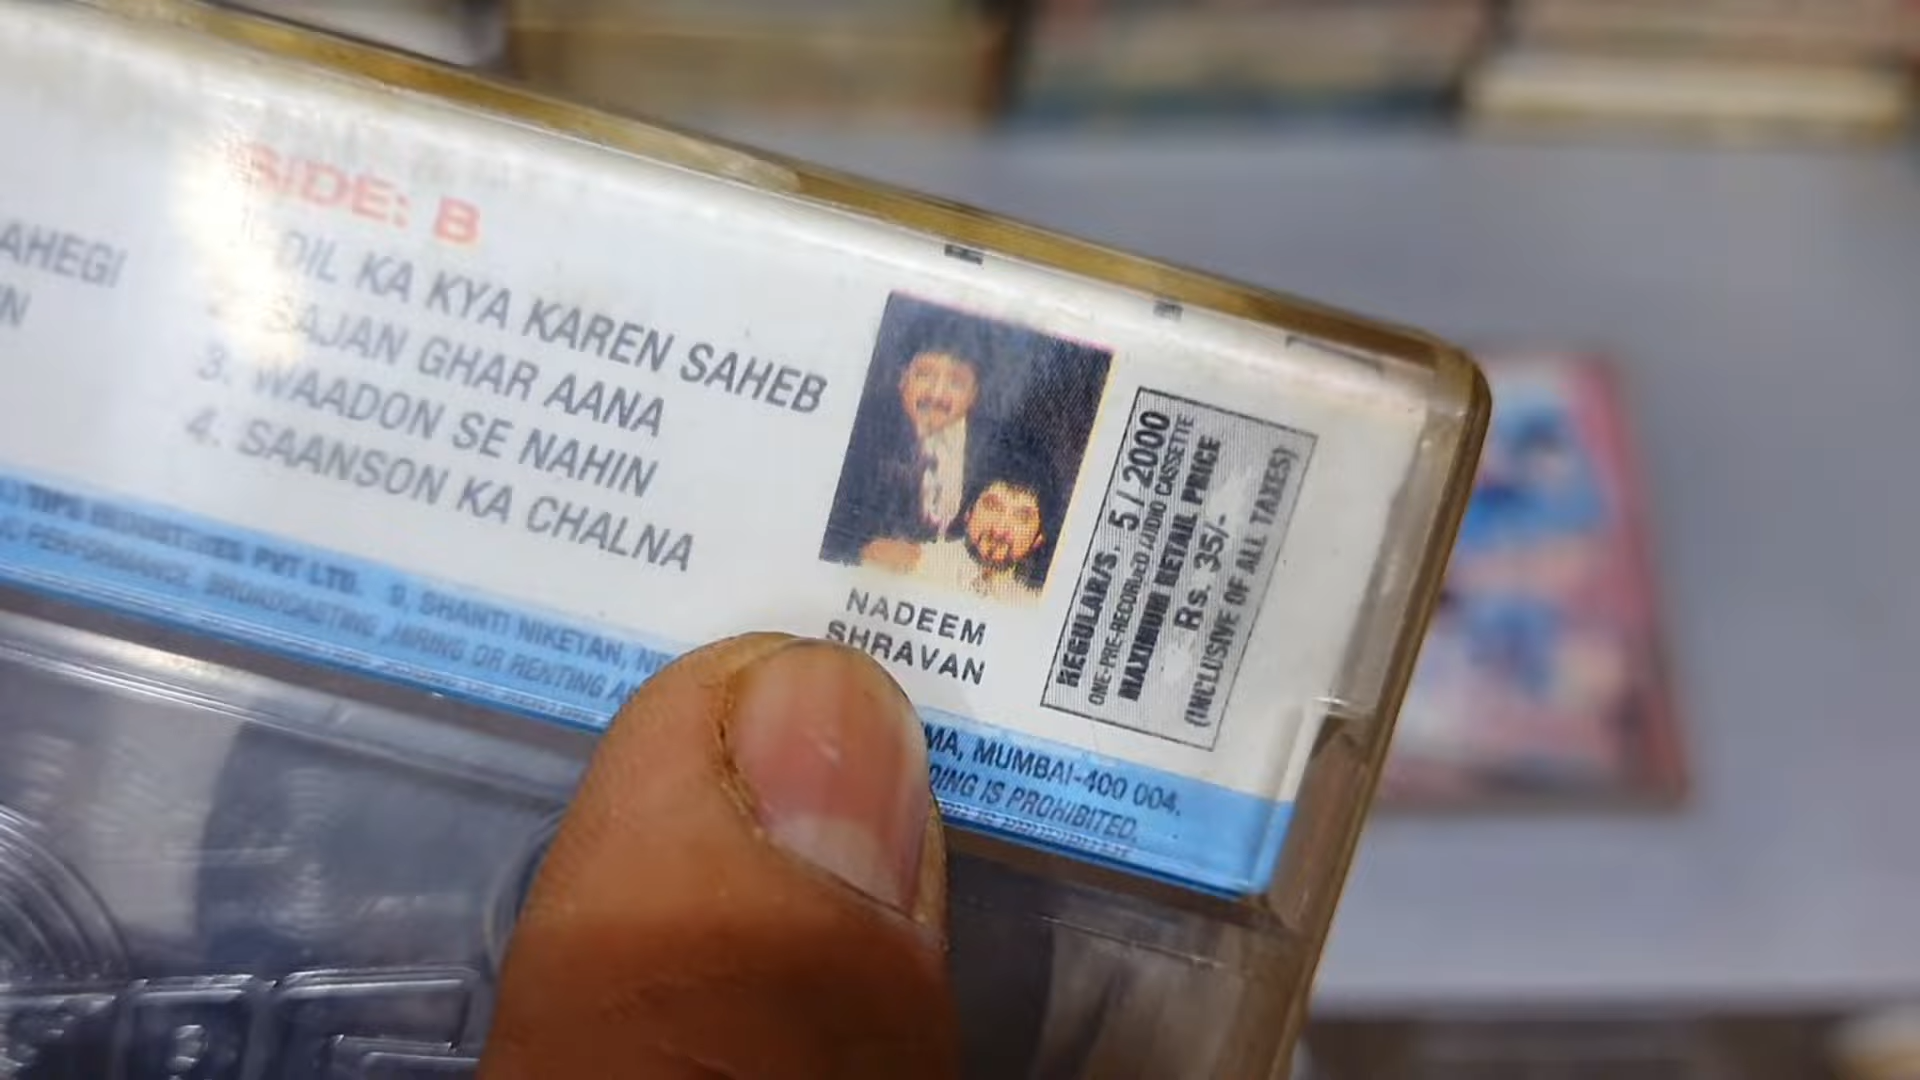 SIDE: B
AHEGI
1. DIL KA KYA KAREN SAHEB
2. SAJAN GHAR AANA
3. WAADON SE NAHIN
4. SAANSON KA CHALNA
NADEEM
SHRAVAN
REGULAR/S. 5/2000
ONE-PRE-RECORDED AUDIO CASSETTE
MAXIMUM RETAIL PRICE
Rs. 35/-
(INCLUSIVE OF ALL TAXES)
TIPS INDUSTRIES PVT LTD. 9, SHANTI NIKETAN, MA, MUMBAI-400 004.
PERFORMANCE, BROADCASTING, HIRING OR RENTING DING IS PROHIBITED.